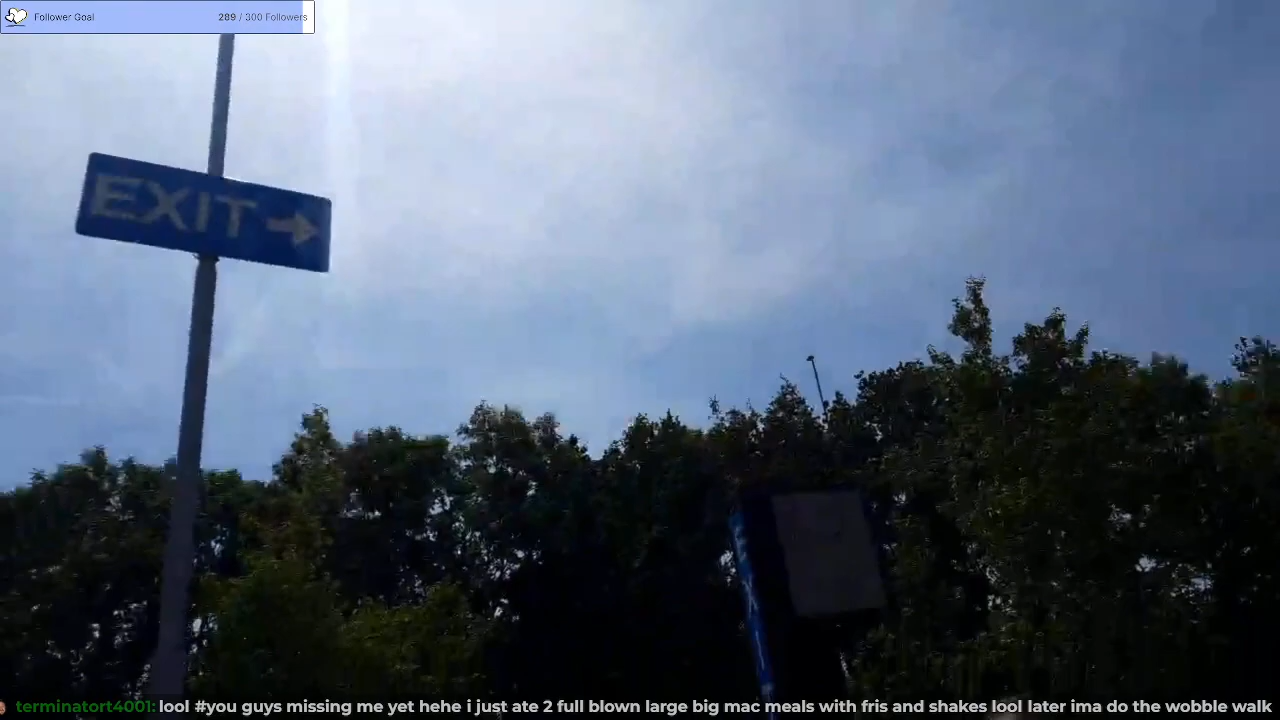 Follower Goal
289 / 300 Followers
EXIT →
terminatort4001: lool #you guys missing me yet hehe i just ate 2 full blown large big mac meals with fris and shakes lool later ima do the wobble walk